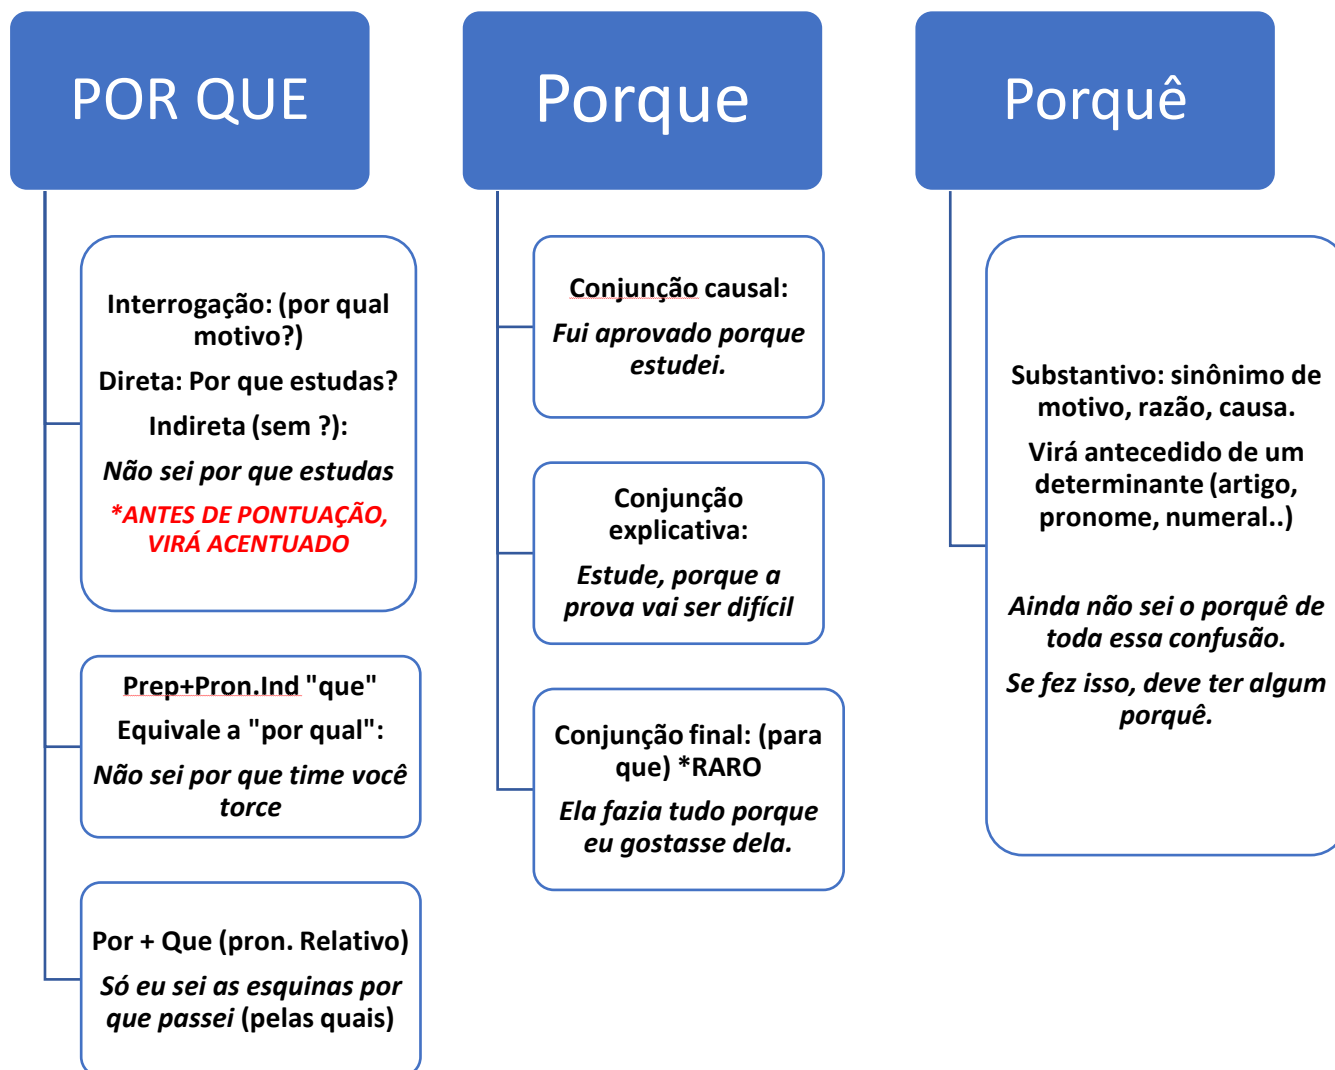 POR QUE
Interrogação: (por qual
motivo?)
Direta: Por que estudas?
Indireta (sem ?):
Não sei por que estudas
*ANTES DE PONTUAÇÃO,
VIRÁ ACENTUADO
Prep+Pron.Ind "que"
Equivale a "por qual":
Não sei por que time você
torce
Por + Que (pron. Relativo)
Só eu sei as esquinas por
que passei (pelas quais)
Porque
Conjunção causal:
Fui aprovado porque
estudei.
Conjunção
explicativa:
Estude, porque a
prova vai ser difícil
Conjunção final: (para
que) *RARO
Ela fazia tudo porque
eu gostasse dela.
Porquê
Substantivo: sinônimo de
motivo, razão, causa.
Virá antecedido de um
determinante (artigo,
pronome, numeral..)
Ainda não sei o porquê de
toda essa confusão.
Se fez isso, deve ter algum
porquê.